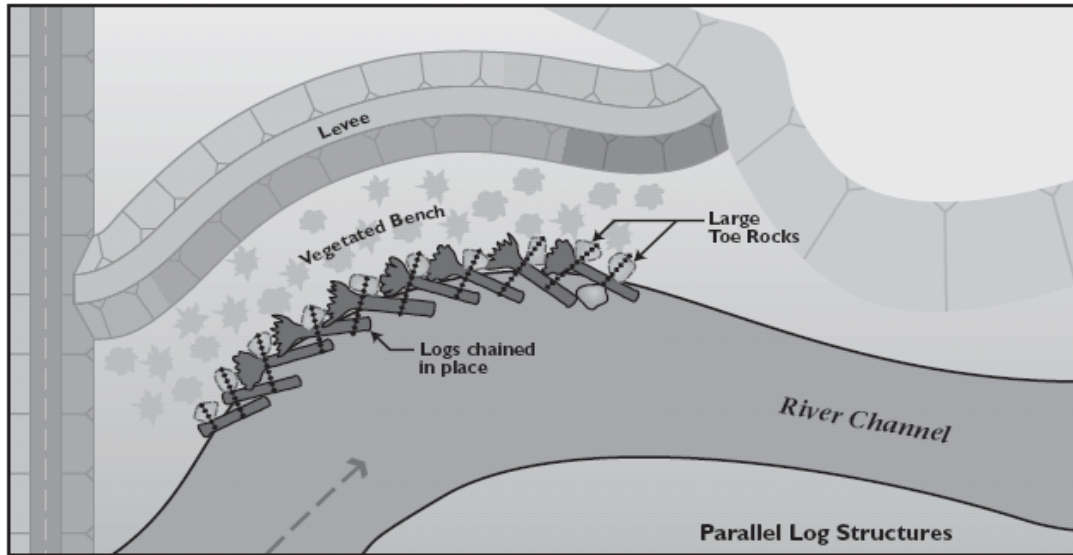 Levee
Vegetated Bench
Large
Toe Rocks
Logs chained
in place
River Channel
Parallel Log Structures